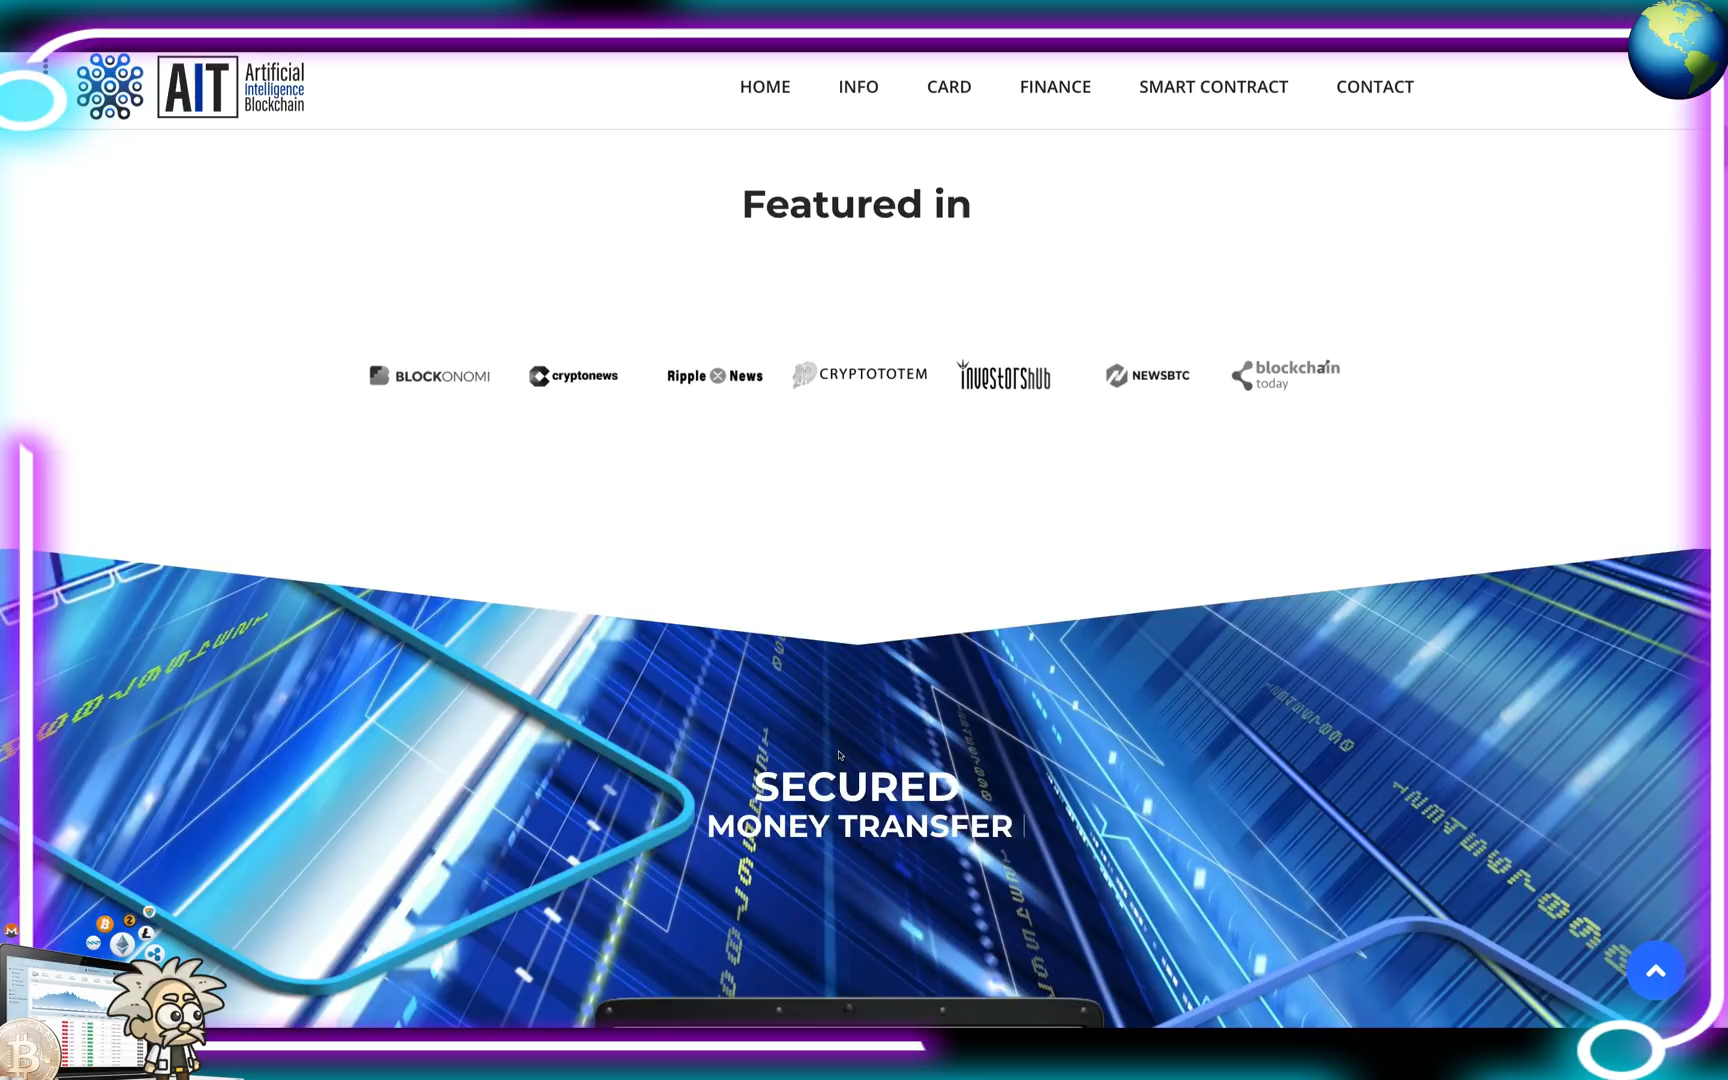 AIT
Artificial
Intelligence
Blockchain
HOME INFO CARD FINANCE SMART CONTRACT CONTACT
Featured in
BLOCKONOMI cryptonews Ripple News CRYPTOTOTEM investorshub NEWSBTC blockchain today
SECURED
MONEY TRANSFER